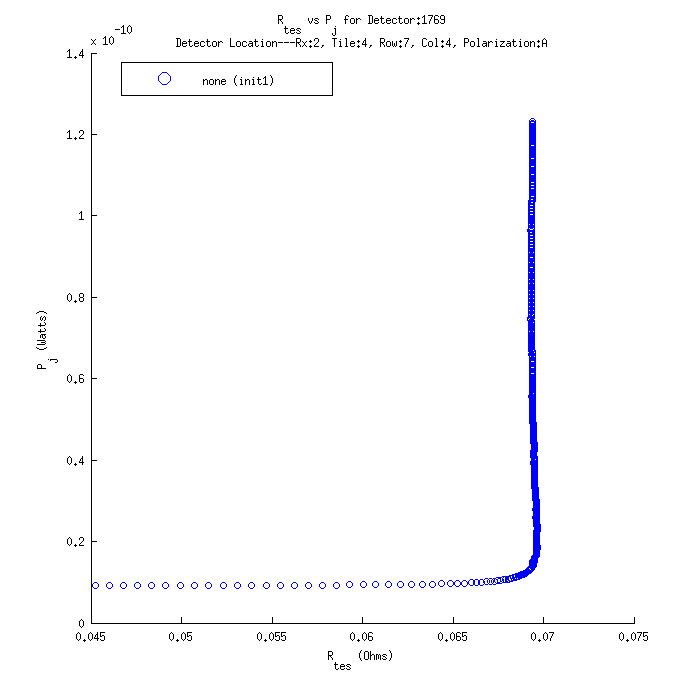 R_tes vs P_j for Detector:1769
Detector Location---Rx:2, Tile:4, Row:7, Col:4, Polarization:A
x 10^-10
none (init1)
1.4
1.2
1
0.8
0.6
0.4
0.2
0
P_j (Watts)
0.045 0.05 0.055 0.06 0.065 0.07 0.075
R_tes (Ohms)